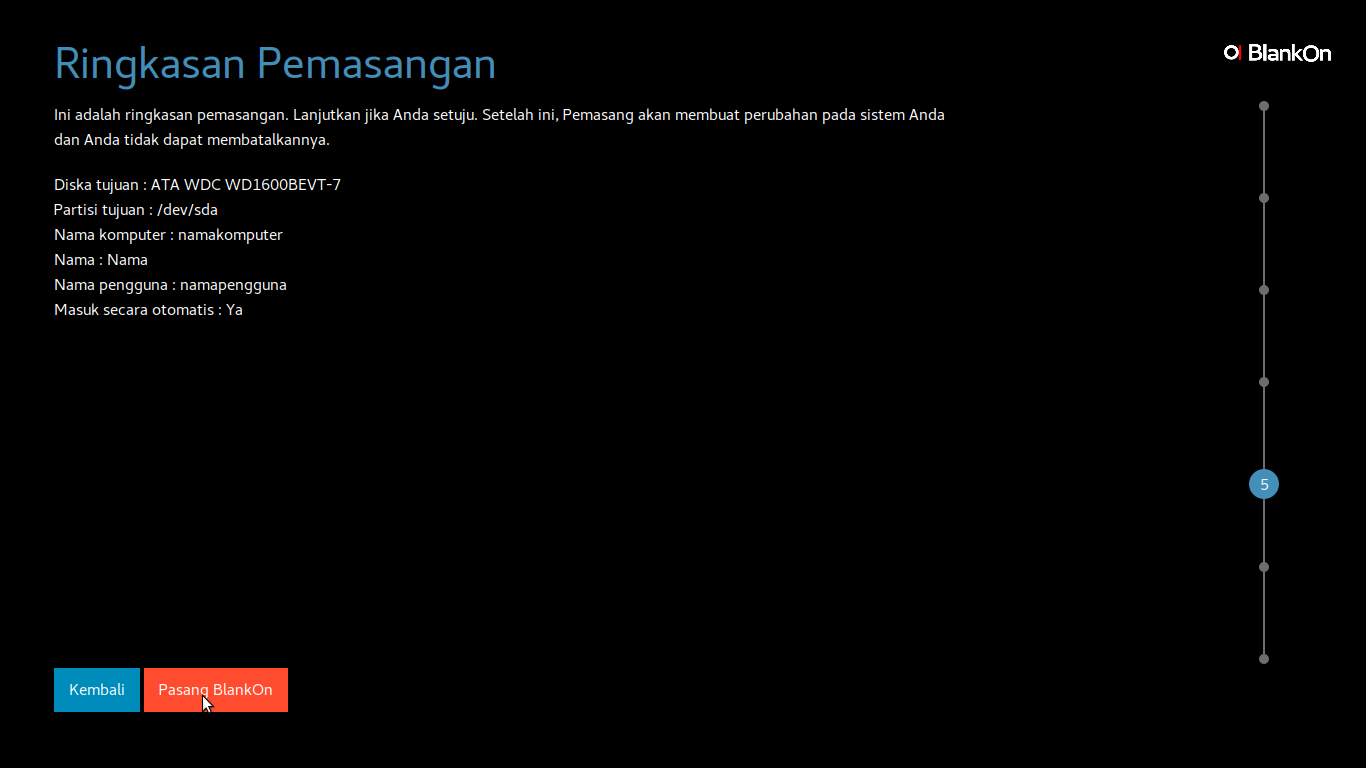 Ringkasan Pemasangan
BlankOn
Ini adalah ringkasan pemasangan. Lanjutkan jika Anda setuju. Setelah ini, Pemasang akan membuat perubahan pada sistem Anda
dan Anda tidak dapat membatalkannya.
Diska tujuan : ATA WDC WD1600BEVT-7
Partisi tujuan : /dev/sda
Nama komputer : namakomputer
Nama : Nama
Nama pengguna : namapengguna
Masuk secara otomatis : Ya
5
Kembali
Pasang BlankOn